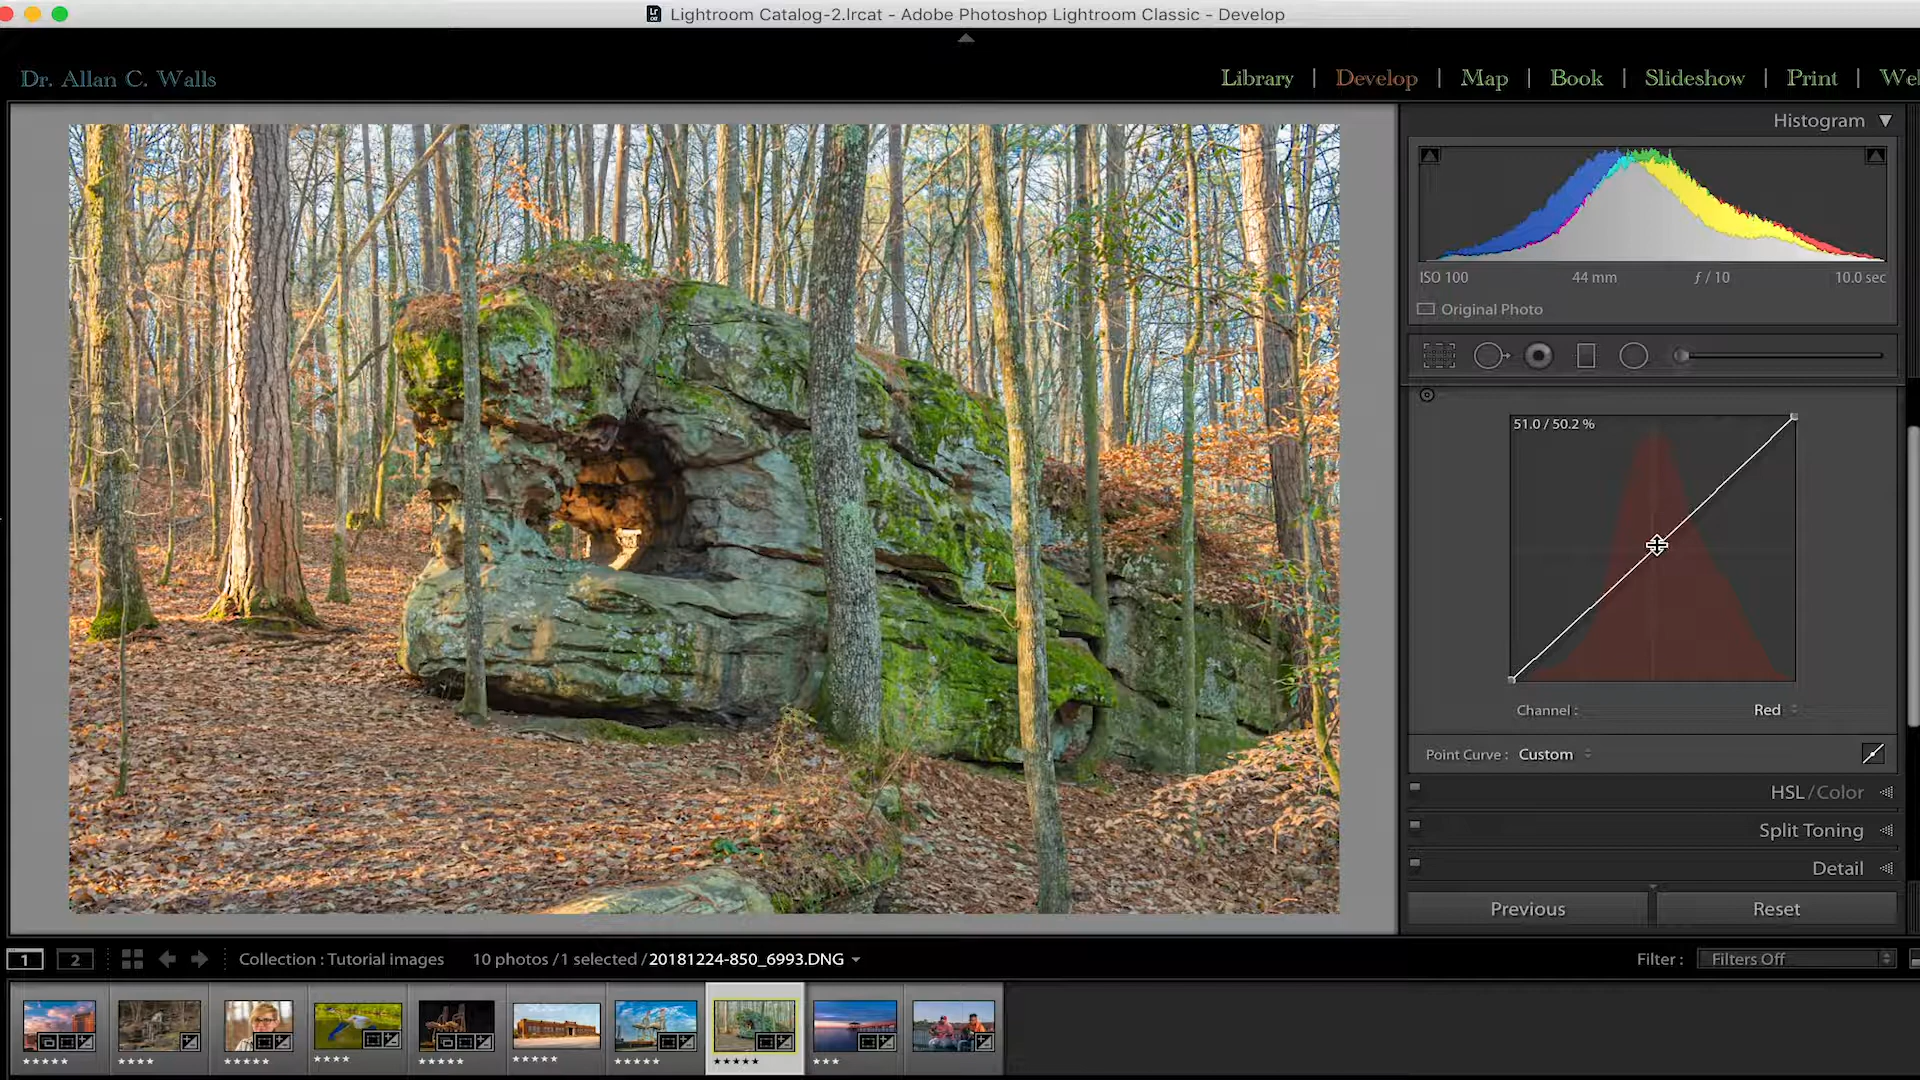 Lightroom Catalog-2.lrcat - Adobe Photoshop Lightroom Classic - Develop
Dr. Allan C. Walls
Library | Develop | Map | Book | Slideshow | Print |
Histogram
ISO 100 44 mm ƒ / 10 10.0 sec
Original Photo
51.0 / 50.2 %
Channel : Red
Point Curve : Custom
HSL / Color
Split Toning
Detail
Previous Reset
1 2 Collection : Tutorial images 10 photos / 1 selected / 20181224-850_6993.DNG Filter : Filters Off